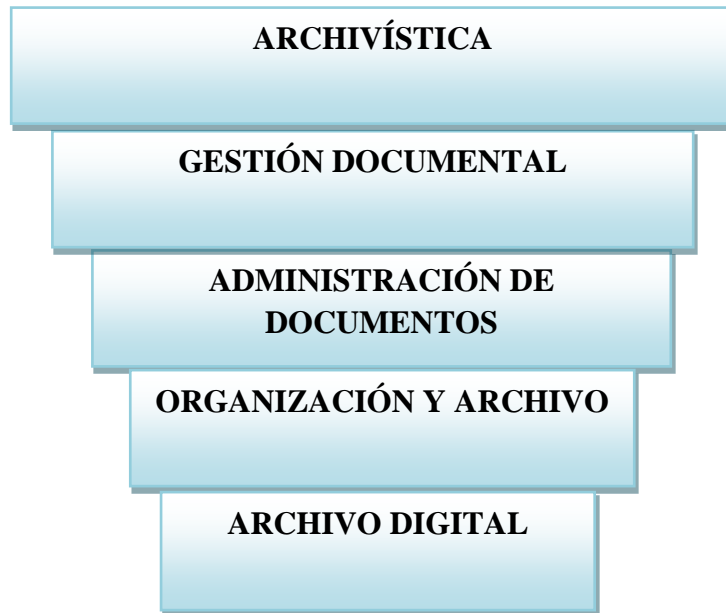 ARCHIVÍSTICA
GESTIÓN DOCUMENTAL
ADMINISTRACIÓN DE
DOCUMENTOS
ORGANIZACIÓN Y ARCHIVO
ARCHIVO DIGITAL